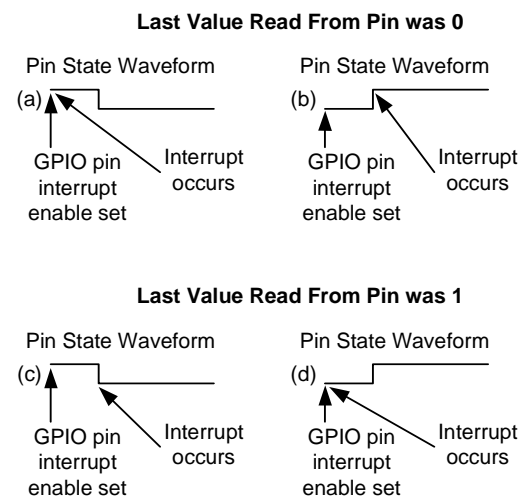 Last Value Read From Pin was 0
Pin State Waveform
(a)
GPIO pin
interrupt
enable set
Interrupt
occurs
Pin State Waveform
(b)
GPIO pin
interrupt
enable set
Interrupt
occurs
Last Value Read From Pin was 1
Pin State Waveform
(c)
GPIO pin
interrupt
enable set
Interrupt
occurs
Pin State Waveform
(d)
GPIO pin
interrupt
enable set
Interrupt
occurs